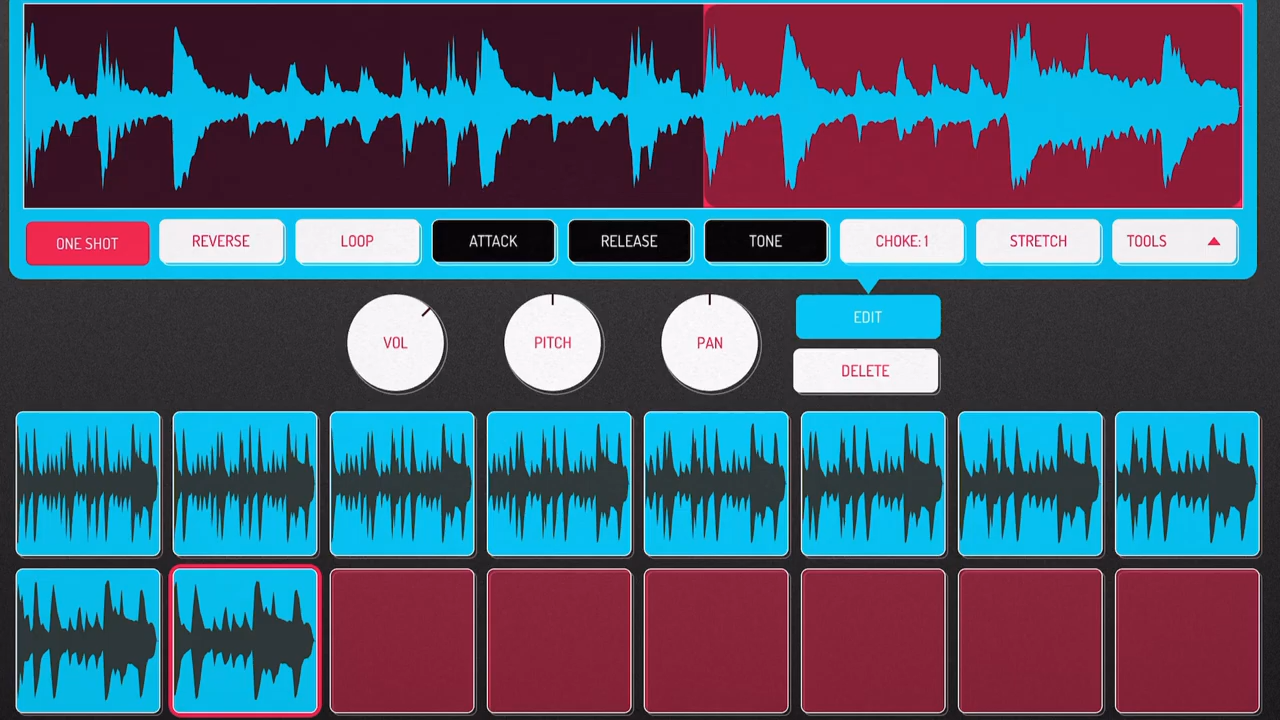 ONE SHOT
REVERSE
LOOP
ATTACK
RELEASE
TONE
CHOKE: 1
STRETCH
TOOLS
VOL
PITCH
PAN
EDIT
DELETE